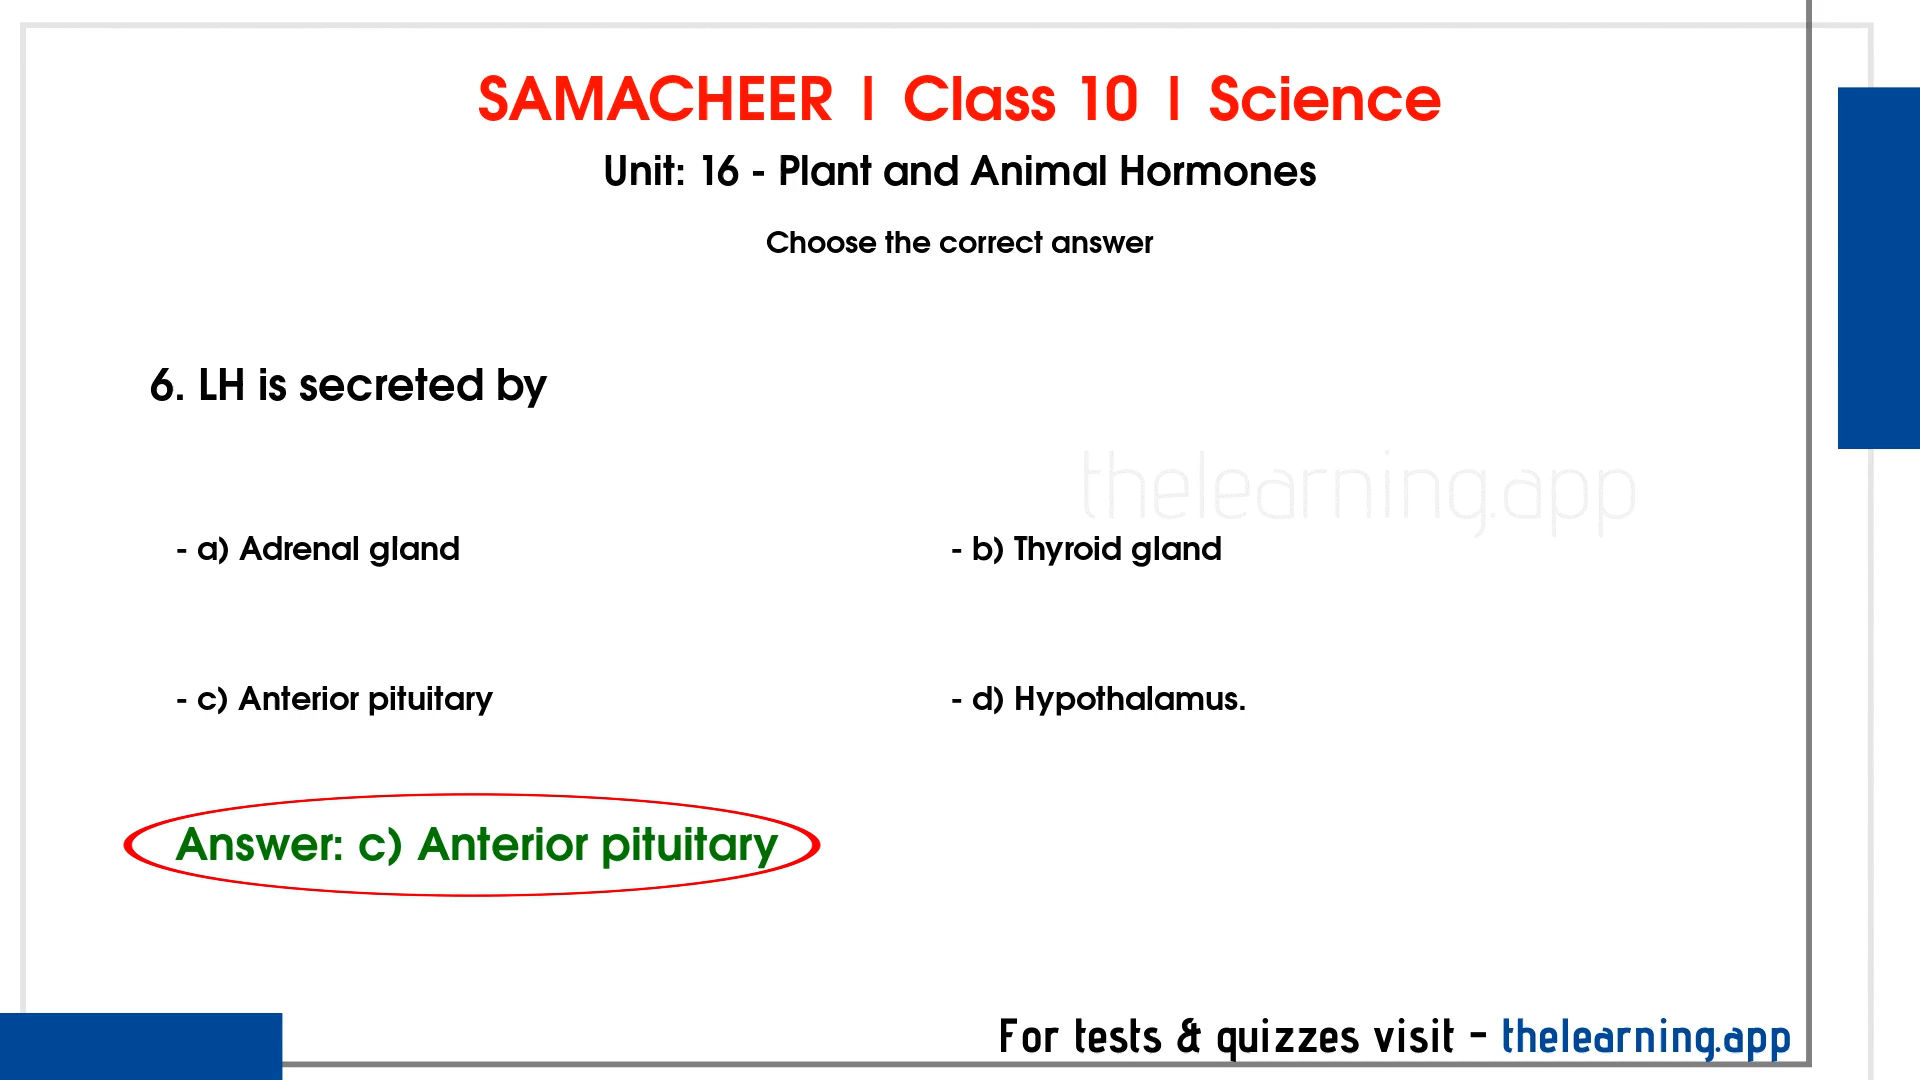 SAMACHEER | Class 10 | Science
Unit: 16 - Plant and Animal Hormones
Choose the correct answer
6. LH is secreted by
thelearning.app
- a) Adrenal gland
- b) Thyroid gland
- c) Anterior pituitary
- d) Hypothalamus.
Answer: c) Anterior pituitary
For tests & quizzes visit - thelearning.app